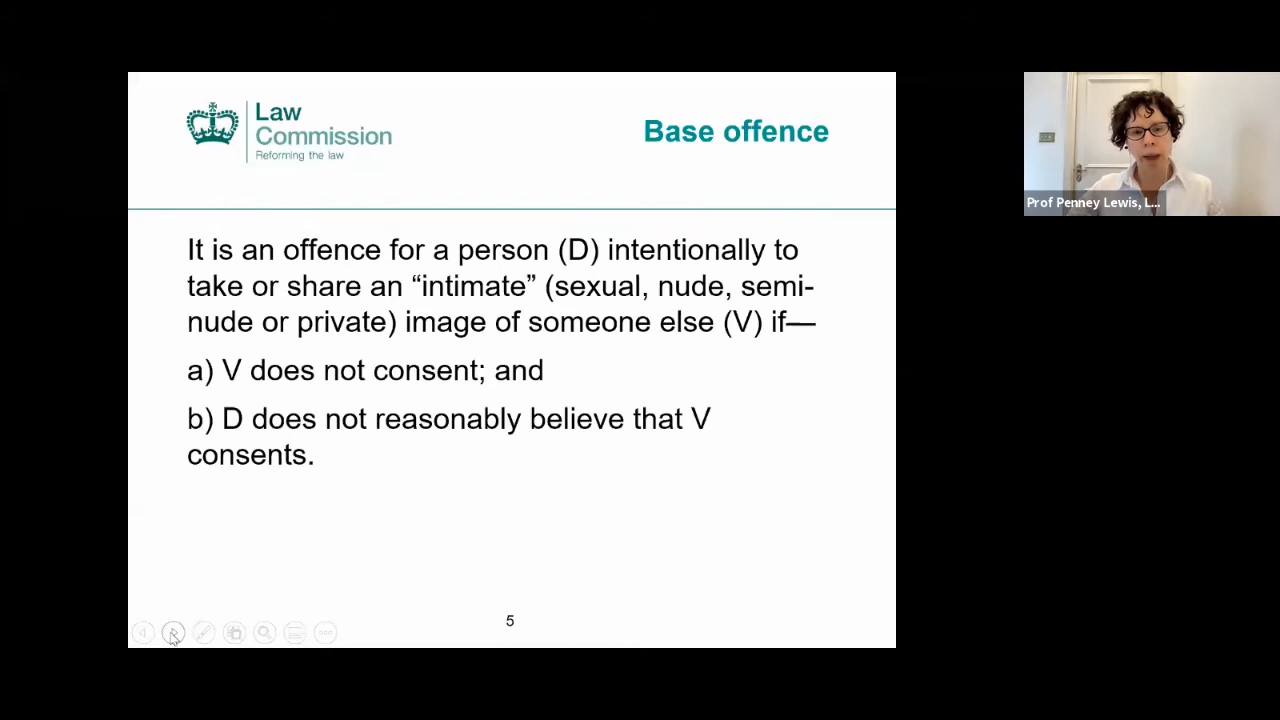 Law
Commission
Reforming the law
Base offence
It is an offence for a person (D) intentionally to
take or share an “intimate” (sexual, nude, semi-
nude or private) image of someone else (V) if—
a) V does not consent; and
b) D does not reasonably believe that V
consents.
5
Prof Penney Lewis, L...